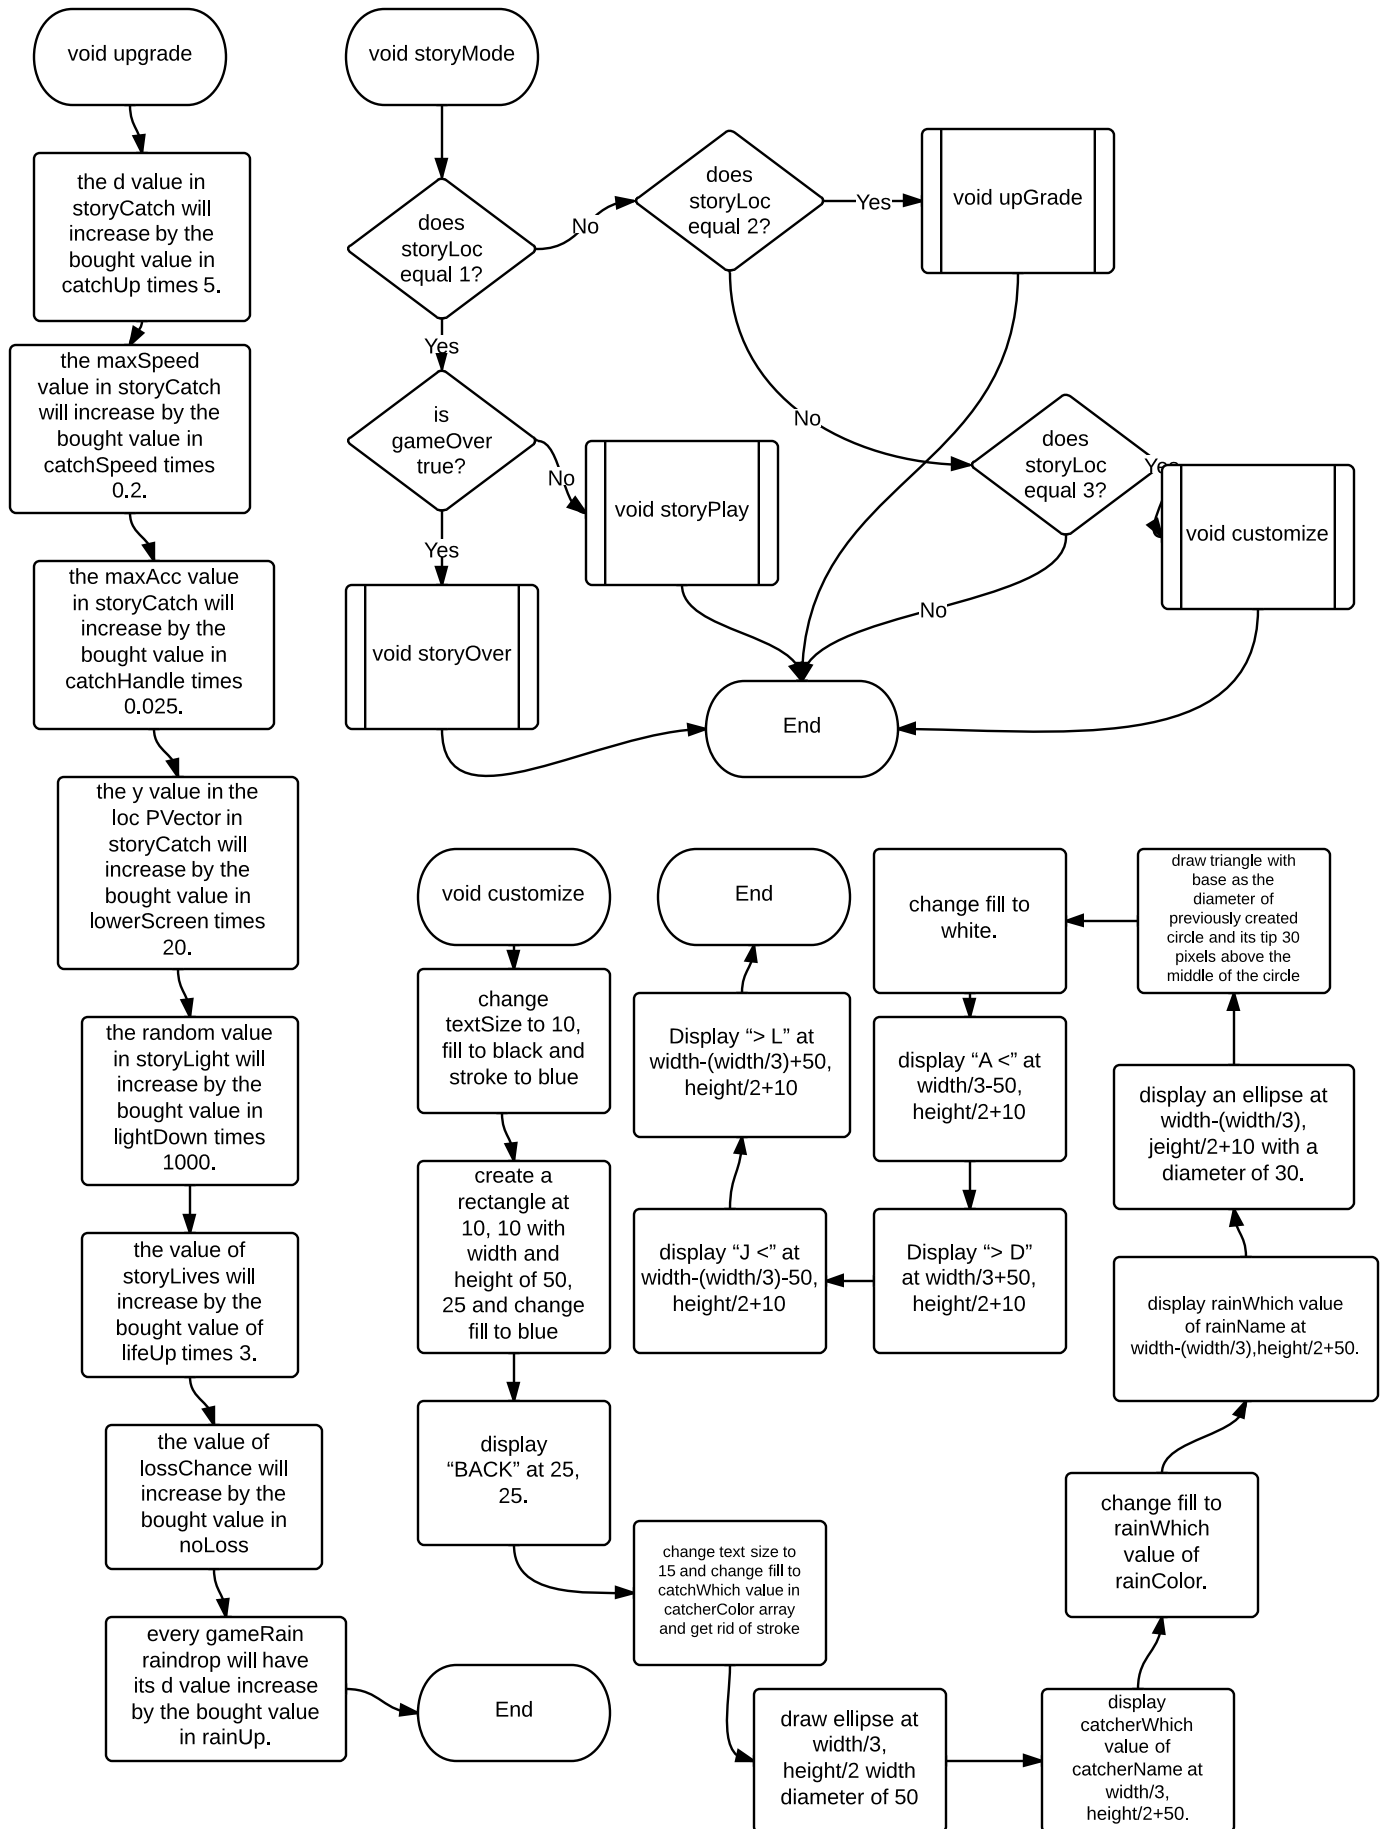 void upgrade
the d value in
storyCatch will
increase by the
bought value in
catchUp times 5.
the maxSpeed
value in storyCatch
will increase by the
bought value in
catchSpeed times
0.2.
the maxAcc value
in storyCatch will
increase by the
bought value in
catchHandle times
0.025.
the y value in the
loc PVector in
storyCatch will
increase by the
bought value in
lowerScreen times
20.
the random value
in storyLight will
increase by the
bought value in
lightDown times
1000.
the value of
storyLives will
increase by the
bought value of
lifeUp times 3.
the value of
lossChance will
increase by the
bought value in
noLoss
every gameRain
raindrop will have
its d value increase
by the bought value
in rainUp.
End
void storyMode
does
storyLoc
equal 1?
No
does
storyLoc
equal 2?
Yes
void upGrade
Yes
is
gameOver
true?
No
void storyPlay
Yes
void storyOver
No
does
storyLoc
equal 3?
Yes
void customize
No
End
void customize
change
textSize to 10,
fill to black and
stroke to blue
create a
rectangle at
10, 10 with
width and
height of 50,
25 and change
fill to blue
display
“BACK” at 25,
25.
change text size to
15 and change fill to
catchWhich value in
catcherColor array
and get rid of stroke
draw ellipse at
width/3,
height/2 width
diameter of 50
display
catcherWhich
value of
catcherName at
width/3,
height/2+50.
change fill to
rainWhich
value of
rainColor.
display rainWhich value
of rainName at
width-(width/3),height/2+50.
display an ellipse at
width-(width/3),
jeight/2+10 with a
diameter of 30.
draw triangle with
base as the
diameter of
previously created
circle and its tip 30
pixels above the
middle of the circle
change fill to
white.
display “A <” at
width/3-50,
height/2+10
Display “> D”
at width/3+50,
height/2+10
display “J <” at
width-(width/3)-50,
height/2+10
Display “> L” at
width-(width/3)+50,
height/2+10
End